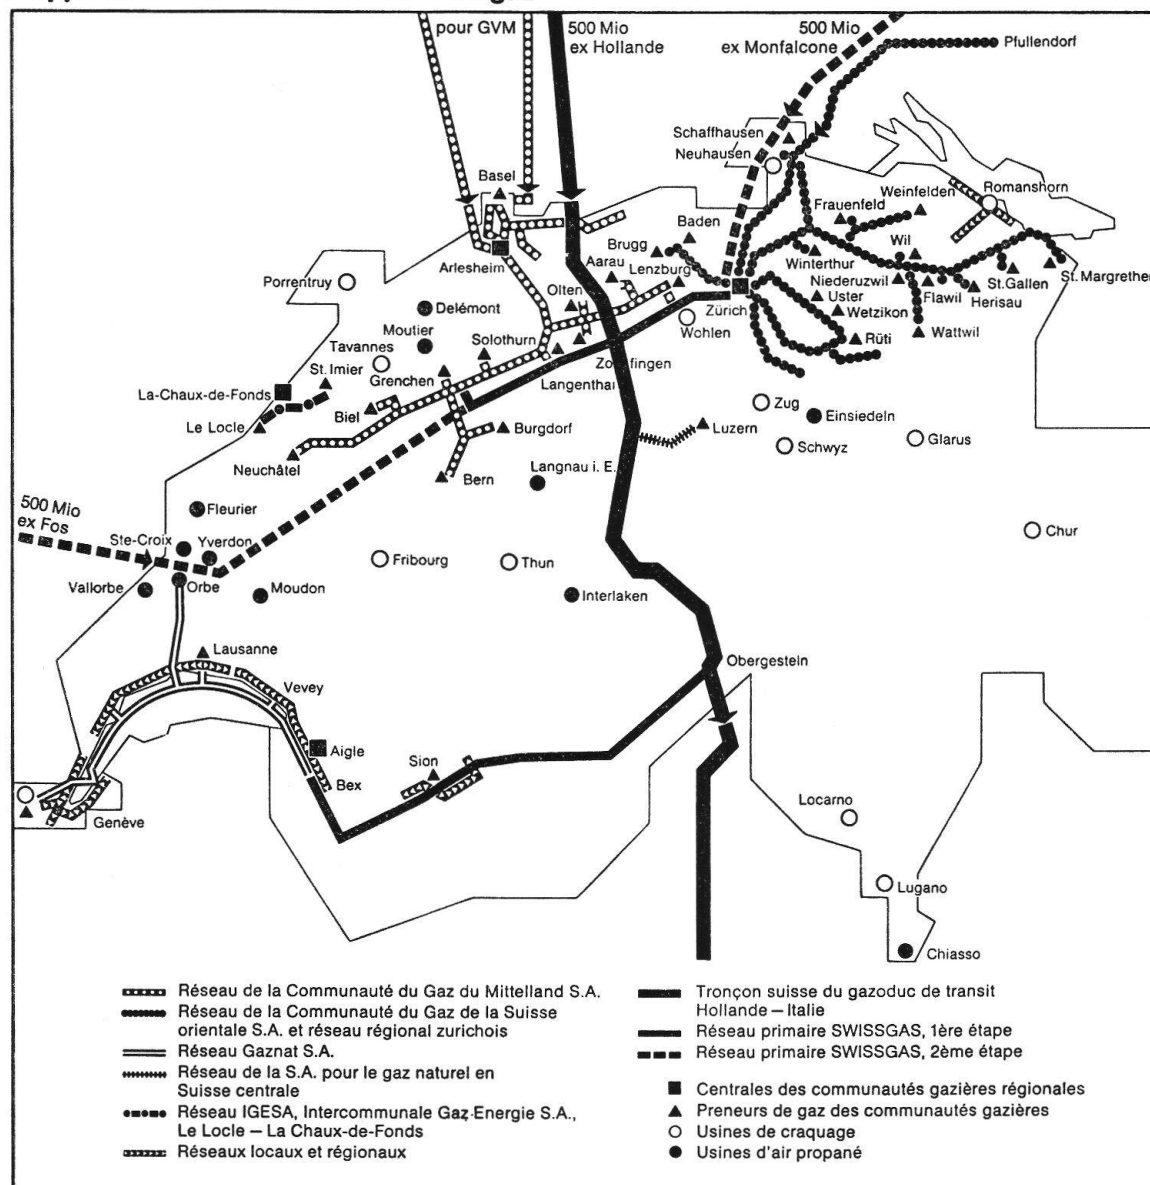 pour GVM
500 Mio
ex Hollande
500 Mio
ex Monfalcone
Pfullendorf
Schaffhausen
Neuhausen
Basel
Weinfelden
Romanshorn
Frauenfeld
Baden
Brugg
Wil
Aarau
Arlesheim
Lenzburg
Winterthur
Niederuzwil
St. Gallen
St. Margrethen
Porrentruy
Olten
Flawil
Herisau
Zürich
Uster
Delémont
Wetzikon
Wohlen
Moutier
Solothurn
Rüti
Wattwil
Tavannes
St. Imier
Grenchen
Zofingen
Langenthal
La-Chaux-de-Fonds
Zug
Einsiedeln
Le Locle
Biel
Burgdorf
Luzern
Schwyz
Glarus
Neuchâtel
Bern
Langnau i. E.
500 Mio
ex Fos
Fleurier
Ste-Croix
Yverdon
Chur
Fribourg
Thun
Vallorbe
Orbe
Moudon
Interlaken
Lausanne
Obergesteln
Vevey
Aigle
Sion
Bex
Locarno
Genève
Lugano
Chiasso
Réseau de la Communauté du Gaz du Mittelland S.A.
Réseau de la Communauté du Gaz de la Suisse
orientale S.A. et réseau régional zurichois
Réseau Gaznat S.A.
Réseau de la S.A. pour le gaz naturel en
Suisse centrale
Réseau IGESA, Intercommunale Gaz-Energie S.A.,
Le Locle – La Chaux-de-Fonds
Réseaux locaux et régionaux
Tronçon suisse du gazoduc de transit
Hollande – Italie
Réseau primaire SWISSGAS, 1ère étape
Réseau primaire SWISSGAS, 2ème étape
Centrales des communautés gazières régionales
Preneurs de gaz des communautés gazières
Usines de craquage
Usines d'air propané